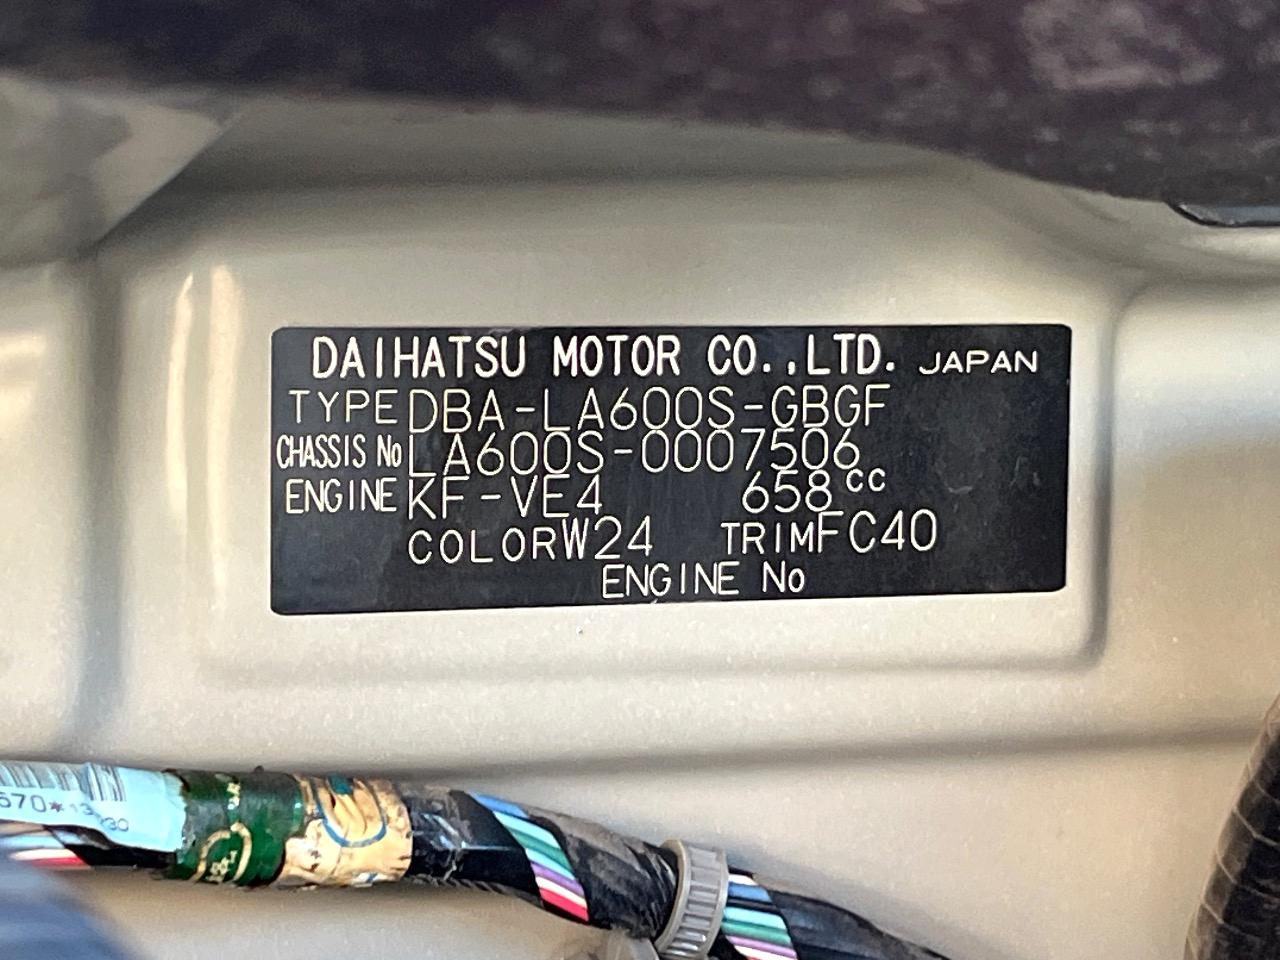 DAIHATSU MOTOR CO.,LTD. JAPAN
TYPE DBA-LA600S-GBGF
CHASSIS No LA600S-0007506
ENGINE KF-VE4 658cc
COLOR W24 TRIM FC40
ENGINE No